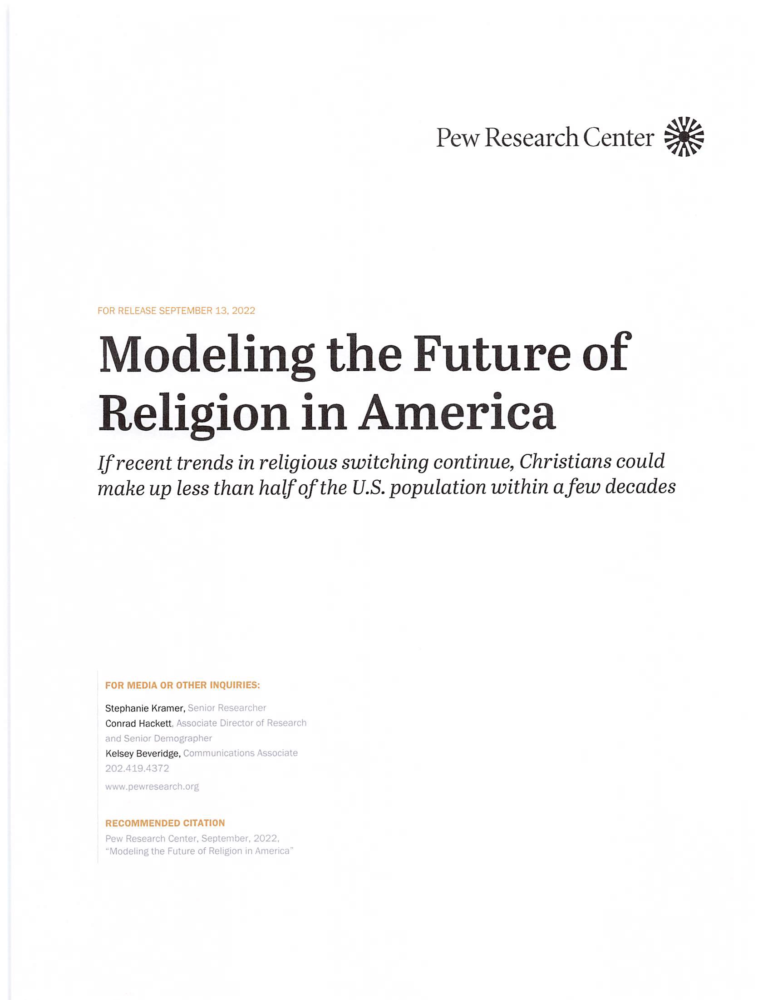 Pew Research Center
FOR RELEASE SEPTEMBER 13, 2022
Modeling the Future of
Religion in America
If recent trends in religious switching continue, Christians could
make up less than half of the U.S. population within a few decades
FOR MEDIA OR OTHER INQUIRIES:
Stephanie Kramer, Senior Researcher
Conrad Hackett, Associate Director of Research
and Senior Demographer
Kelsey Beveridge, Communications Associate
202.419.4372
www.pewresearch.org
RECOMMENDED CITATION
Pew Research Center, September, 2022,
“Modeling the Future of Religion in America”